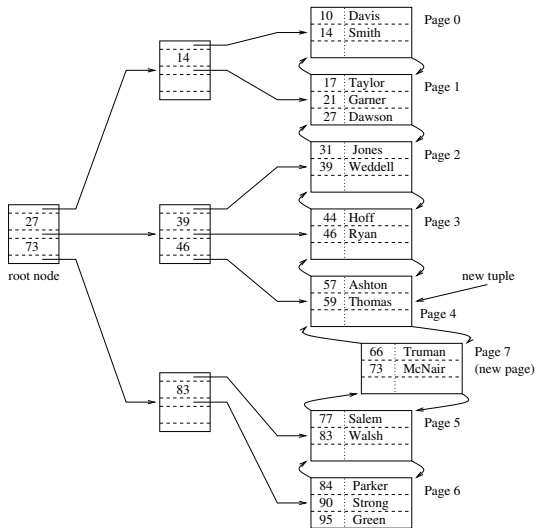 10 Davis
14 Smith
Page 0
14
17 Taylor
21 Garner
27 Dawson
Page 1
31 Jones
39 Weddell
Page 2
27
73
root node
39
46
44 Hoff
46 Ryan
Page 3
57 Ashton
59 Thomas
new tuple
Page 4
66 Truman
73 McNair
Page 7
(new page)
83
77 Salem
83 Walsh
Page 5
84 Parker
90 Strong
95 Green
Page 6